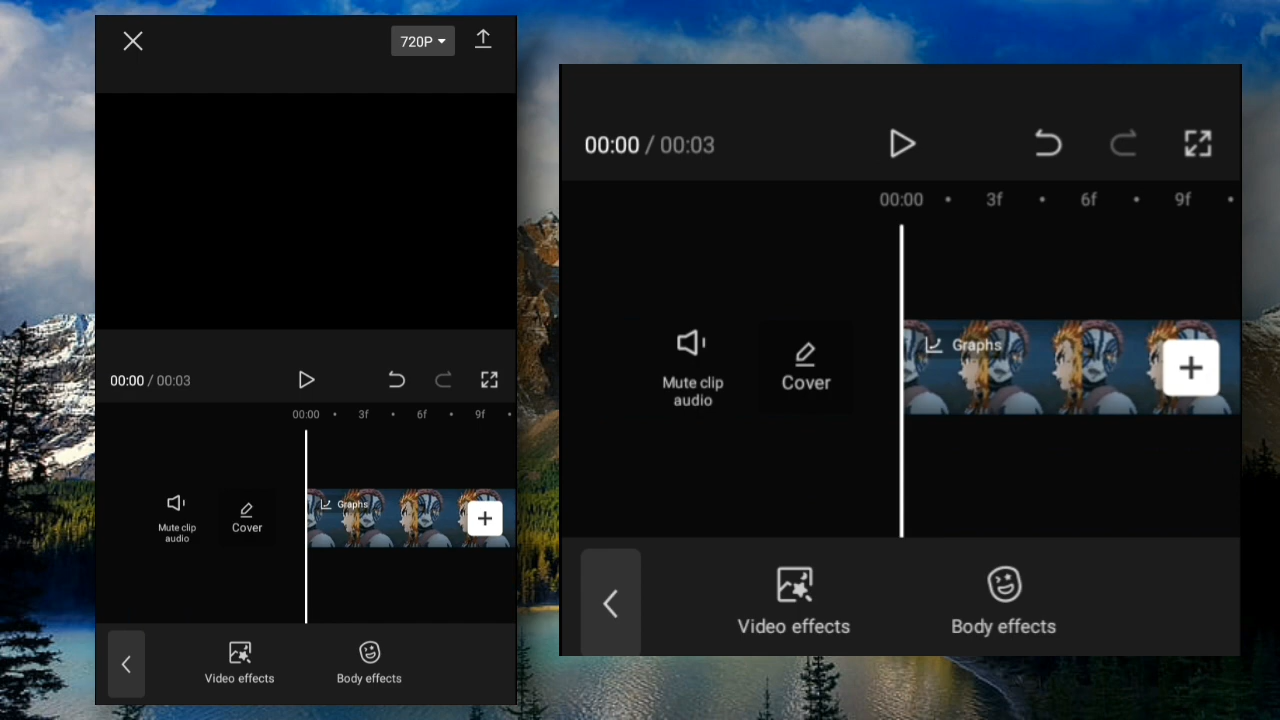 720P
00:00 / 00:03
00:00 3f 6f 9f
Graphs
Mute clip
audio
Cover
Video effects
Body effects
00:00 / 00:03
00:00 3f 6f 9f
Graphs
Mute clip
audio
Cover
Video effects
Body effects